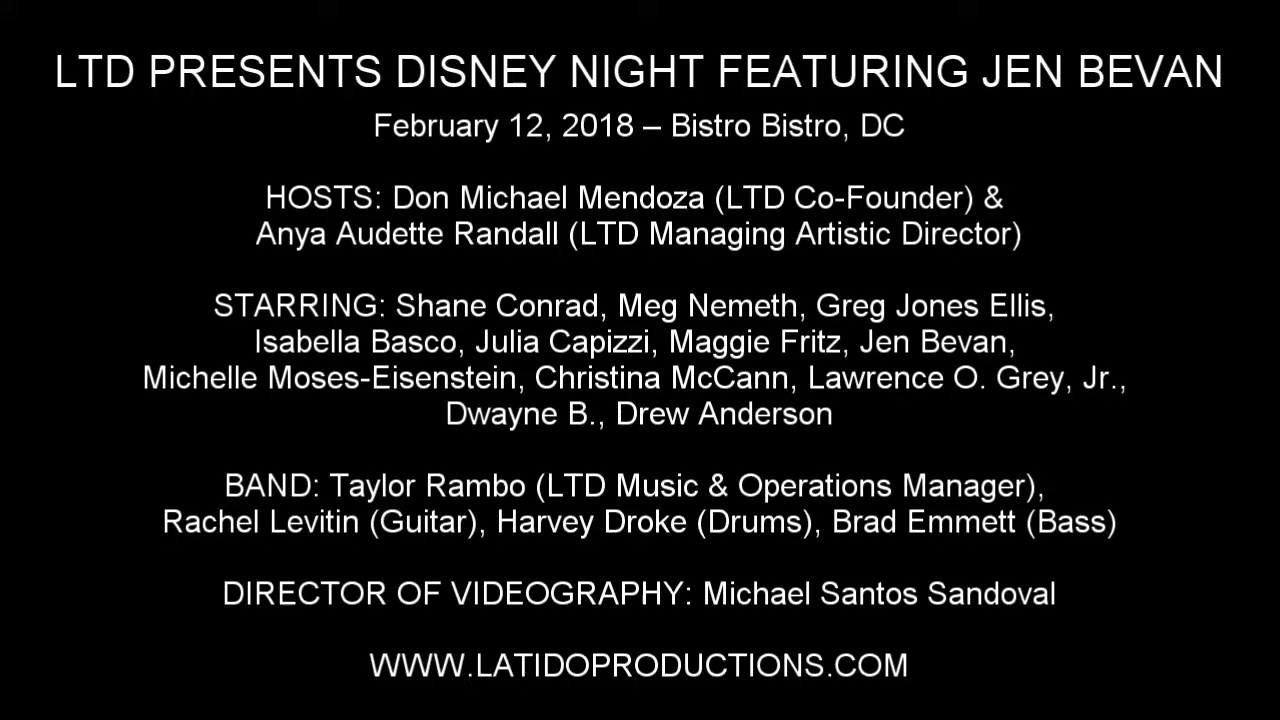 LTD PRESENTS DISNEY NIGHT FEATURING JEN BEVAN
February 12, 2018 – Bistro Bistro, DC
HOSTS: Don Michael Mendoza (LTD Co-Founder) &
Anya Audette Randall (LTD Managing Artistic Director)
STARRING: Shane Conrad, Meg Nemeth, Greg Jones Ellis,
Isabella Basco, Julia Capizzi, Maggie Fritz, Jen Bevan,
Michelle Moses-Eisenstein, Christina McCann, Lawrence O. Grey, Jr.,
Dwayne B., Drew Anderson
BAND: Taylor Rambo (LTD Music & Operations Manager),
Rachel Levitin (Guitar), Harvey Droke (Drums), Brad Emmett (Bass)
DIRECTOR OF VIDEOGRAPHY: Michael Santos Sandoval
WWW.LATIDOPRODUCTIONS.COM